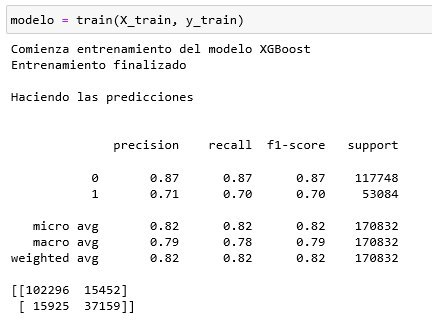 modelo = train(X_train, y_train)
Comienza entrenamiento del modelo XGBoost
Entrenamiento finalizado
Haciendo las predicciones
precision recall f1-score support
0 0.87 0.87 0.87 117748
1 0.71 0.70 0.70 53084
micro avg 0.82 0.82 0.82 170832
macro avg 0.79 0.78 0.79 170832
weighted avg 0.82 0.82 0.82 170832
[[102296 15452]
[ 15925 37159]]